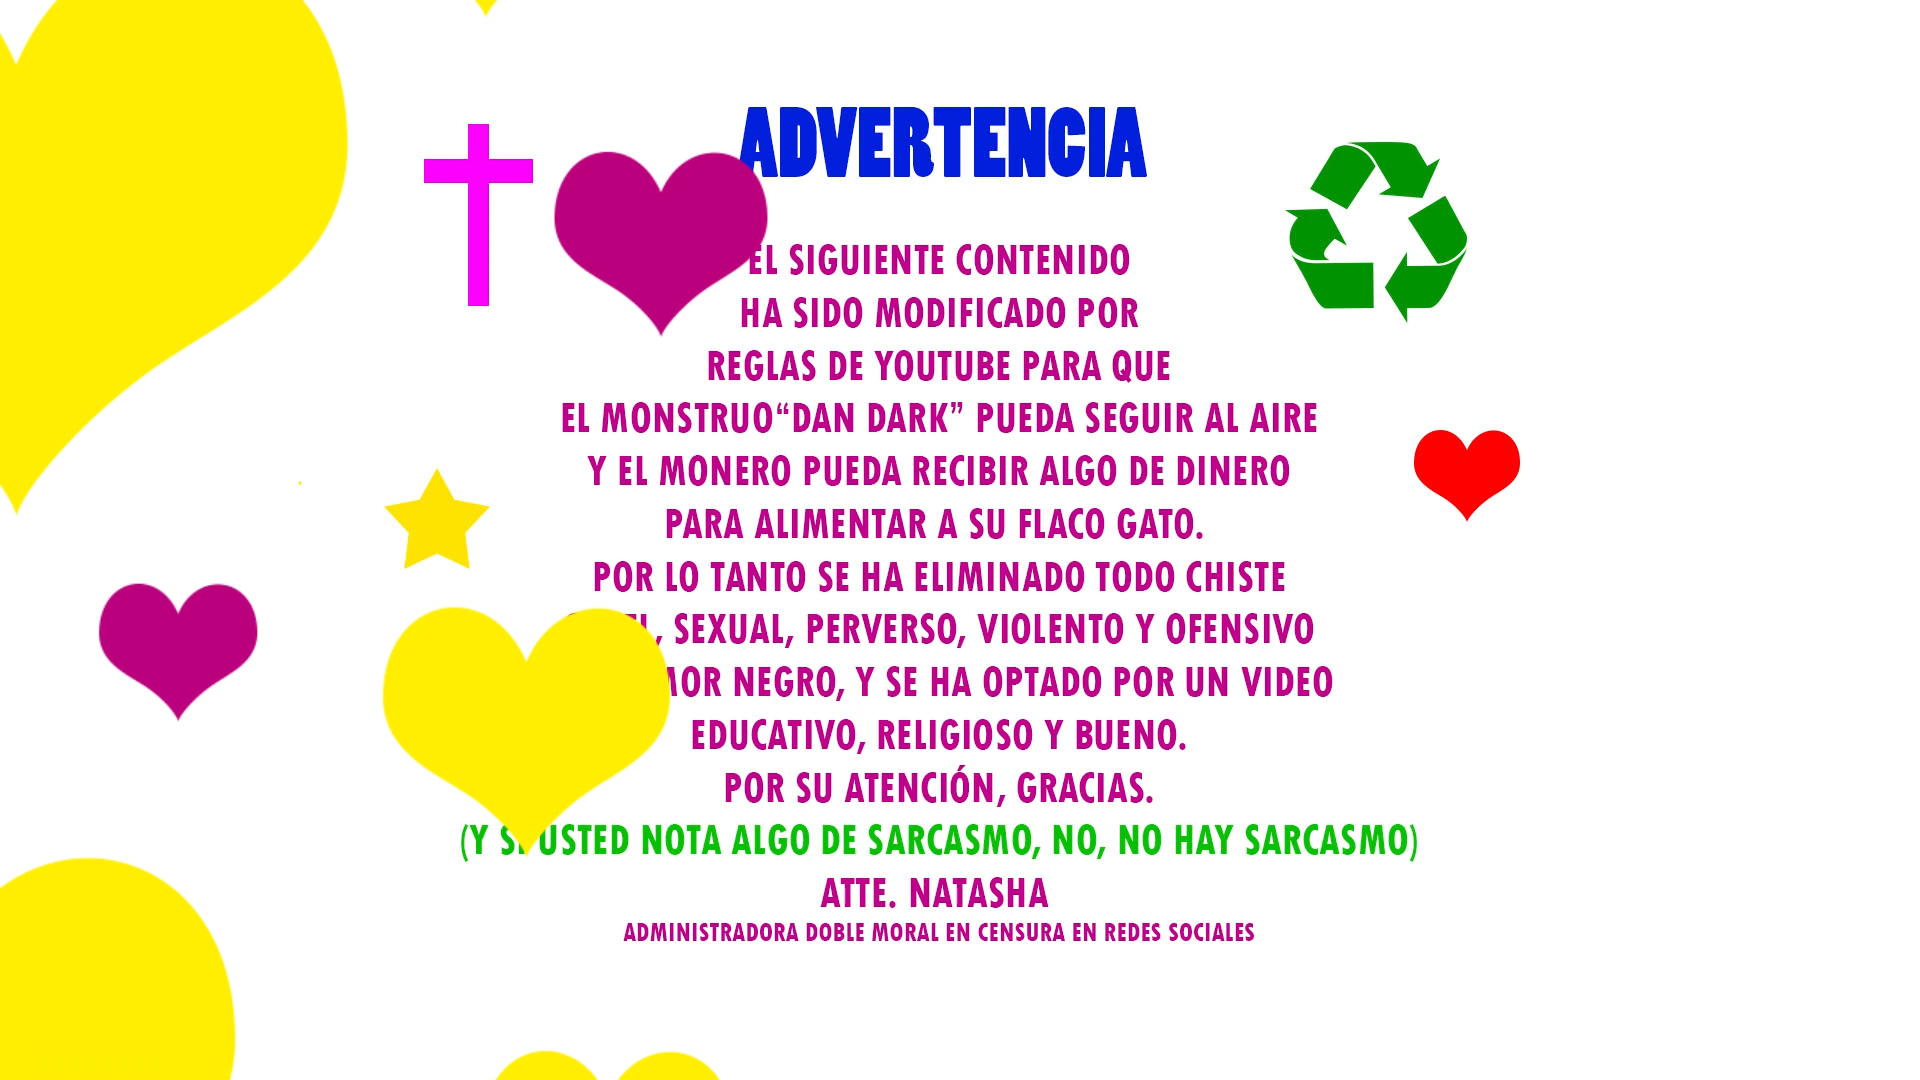 ADVERTENCIA
EL SIGUIENTE CONTENIDO
HA SIDO MODIFICADO POR
REGLAS DE YOUTUBE PARA QUE
EL MONSTRUO“DAN DARK” PUEDA SEGUIR AL AIRE
Y EL MONERO PUEDA RECIBIR ALGO DE DINERO
PARA ALIMENTAR A SU FLACO GATO.
POR LO TANTO SE HA ELIMINADO TODO CHISTE
SEXUAL, PERVERSO, VIOLENTO Y OFENSIVO
NEGRO, Y SE HA OPTADO POR UN VIDEO
EDUCATIVO, RELIGIOSO Y BUENO.
POR SU ATENCIÓN, GRACIAS.
(Y SI USTED NOTA ALGO DE SARCASMO, NO, NO HAY SARCASMO)
ATTE. NATASHA
ADMINISTRADORA DOBLE MORAL EN CENSURA EN REDES SOCIALES